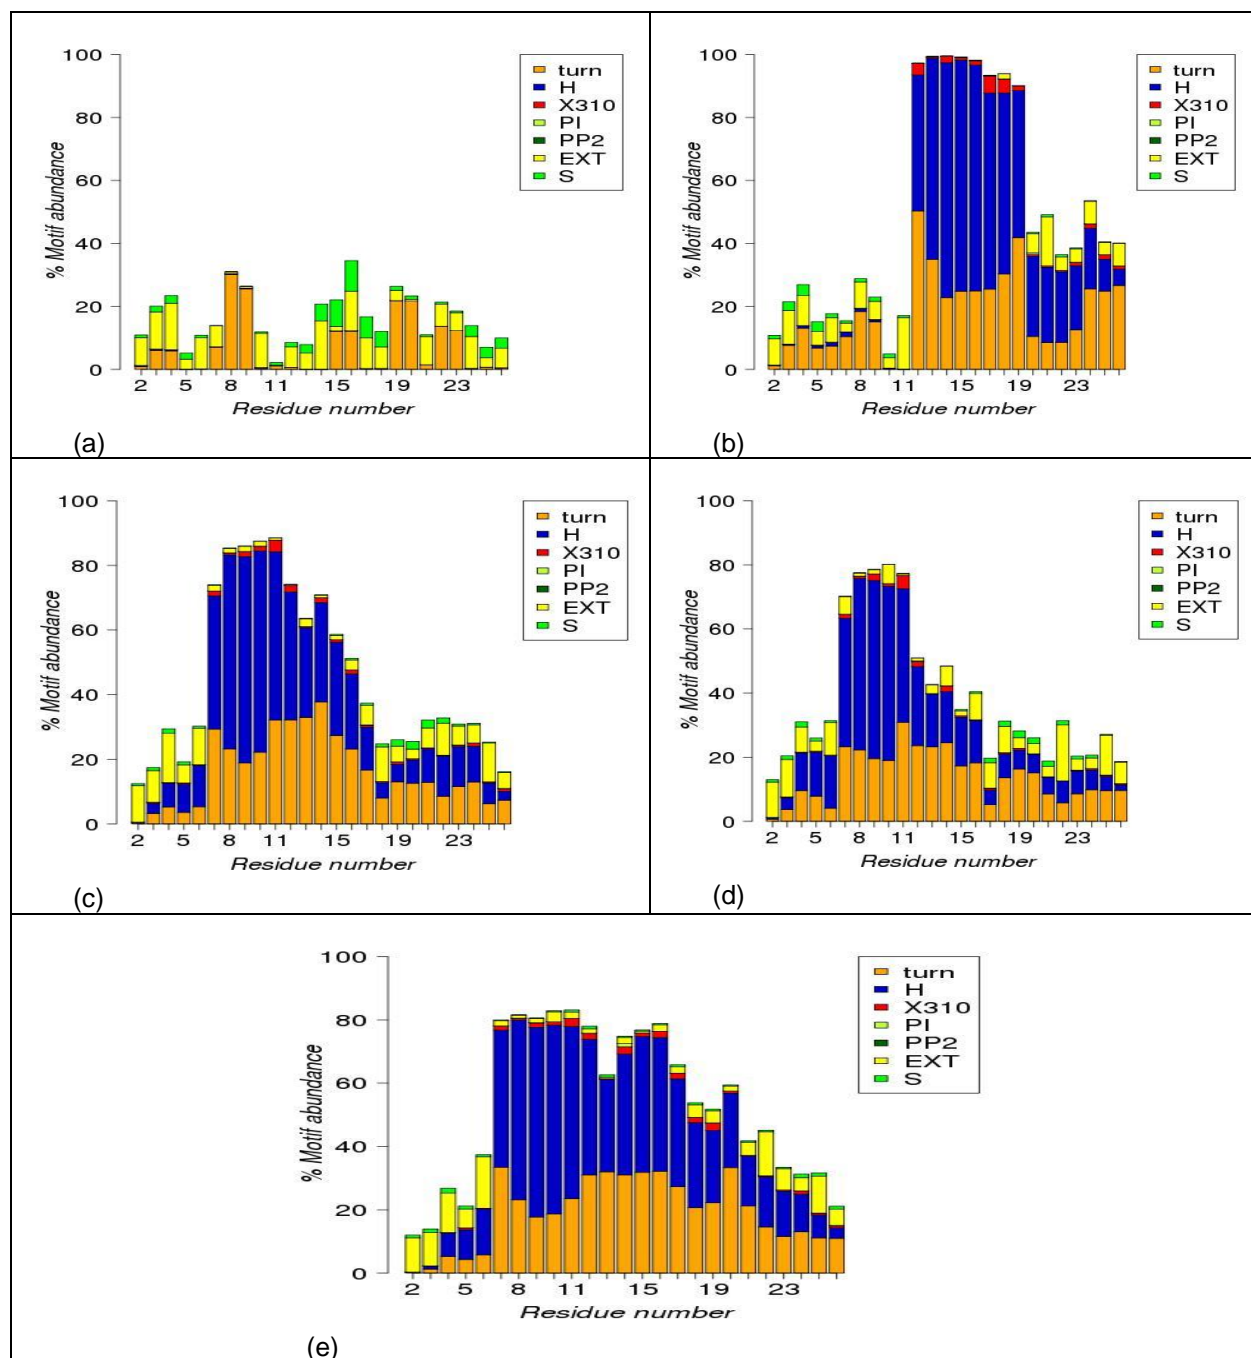 100
80
60
40
20
0
% Motif abundance
2 5 8 11 15 19 23
Residue number
turn
H
X310
PI
PP2
EXT
S
(a)
100
80
60
40
20
0
% Motif abundance
2 5 8 11 15 19 23
Residue number
turn
H
X310
PI
PP2
EXT
S
(b)
100
80
60
40
20
0
% Motif abundance
2 5 8 11 15 19 23
Residue number
turn
H
X310
PI
PP2
EXT
S
(c)
100
80
60
40
20
0
% Motif abundance
2 5 8 11 15 19 23
Residue number
turn
H
X310
PI
PP2
EXT
S
(d)
100
80
60
40
20
0
% Motif abundance
2 5 8 11 15 19 23
Residue number
turn
H
X310
PI
PP2
EXT
S
(e)